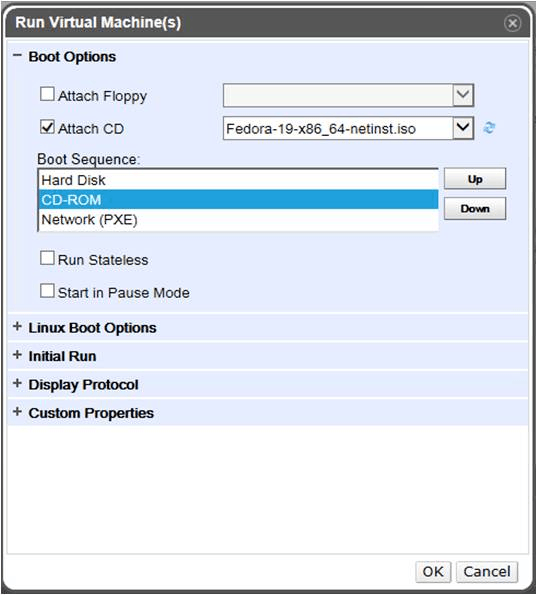 Run Virtual Machine(s)
Boot Options
Attach Floppy
Attach CD Fedora-19-x86_64-netinst.iso
Boot Sequence:
Hard Disk Up
CD-ROM
Network (PXE) Down
Run Stateless
Start in Pause Mode
Linux Boot Options
Initial Run
Display Protocol
Custom Properties
OK Cancel